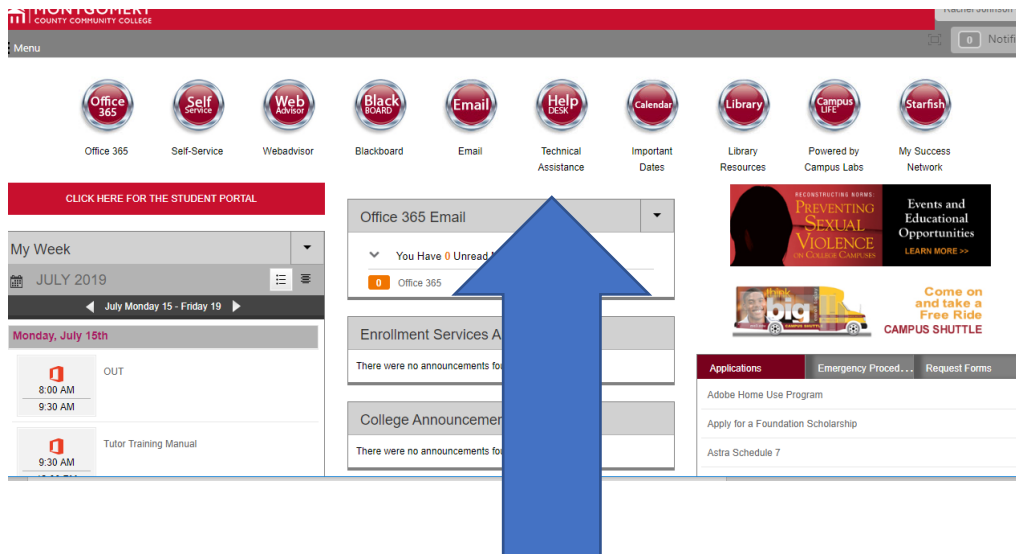 MONTGOMERY
COUNTY COMMUNITY COLLEGE
Rachel Johnson
Menu
0
Office 365
Self Service
Web Advisor
Black BOARD
Email
Help DESK
Calendar
Library
Campus LIFE
Starfish
Office 365
Self-Service
Webadvisor
Blackboard
Email
Technical
Assistance
Important
Dates
Library
Resources
Powered by
Campus Labs
My Success
Network
CLICK HERE FOR THE STUDENT PORTAL
My Week
JULY 2019
July Monday 15 - Friday 19
Monday, July 15th
OUT
8:00 AM
9:30 AM
Tutor Training Manual
9:30 AM
Office 365 Email
You Have 0 Unread
0 Office 365
Enrollment Services
There were no announcements
College
There were no announcements
RECONSTRUCTING NORMS:
PREVENTING
SEXUAL
VIOLENCE
ON COLLEGE CAMPUSES
Events and
Educational
Opportunities
LEARN MORE >>
think
big
CAMPUS SHUTTLE
Come on
and take a
Free Ride
CAMPUS SHUTTLE
Applications
Emergency Proced...
Request Forms
Adobe Home Use Program
Apply for a Foundation Scholarship
Astra Schedule 7